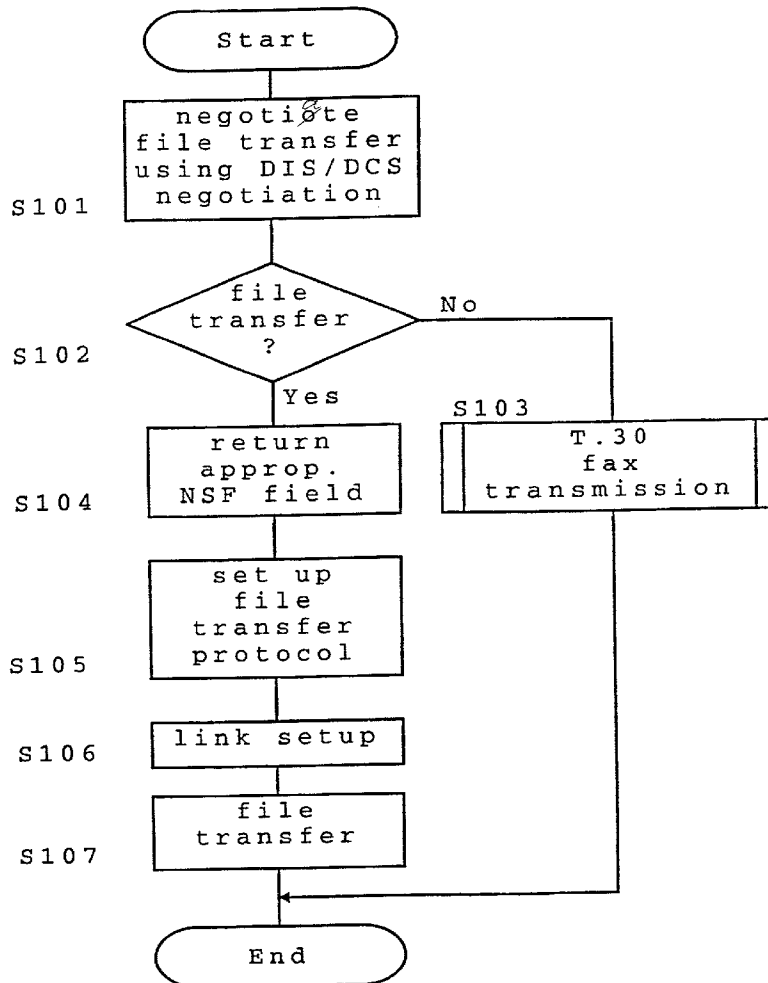 Start
negotiate
file transfer
using DIS/DCS
negotiation
S101
file
transfer
?
No
S102
Yes
S103
T.30
fax
transmission
return
approp.
NSF field
S104
set up
file
transfer
protocol
S105
link setup
S106
file
transfer
S107
End